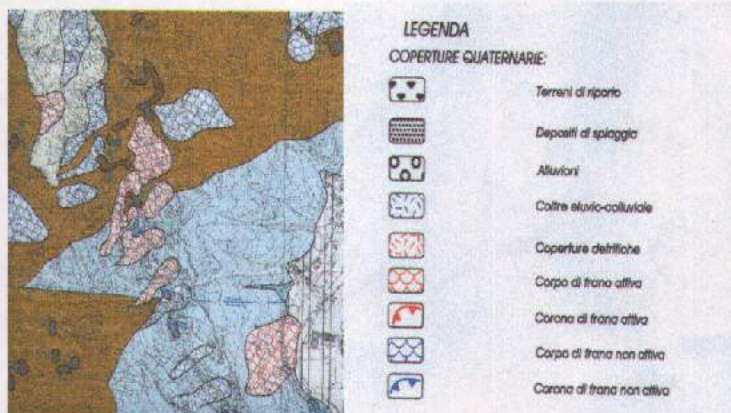 LEGENDA
COPERTURE QUATERNARIE:
Terreni di riporto
Depositi di spiaggia
Alluvioni
Coltre eluvio-colluviale
Coperture detritiche
Corpo di frana attiva
Corona di frana attiva
Corpo di frana non attiva
Corona di frana non attiva